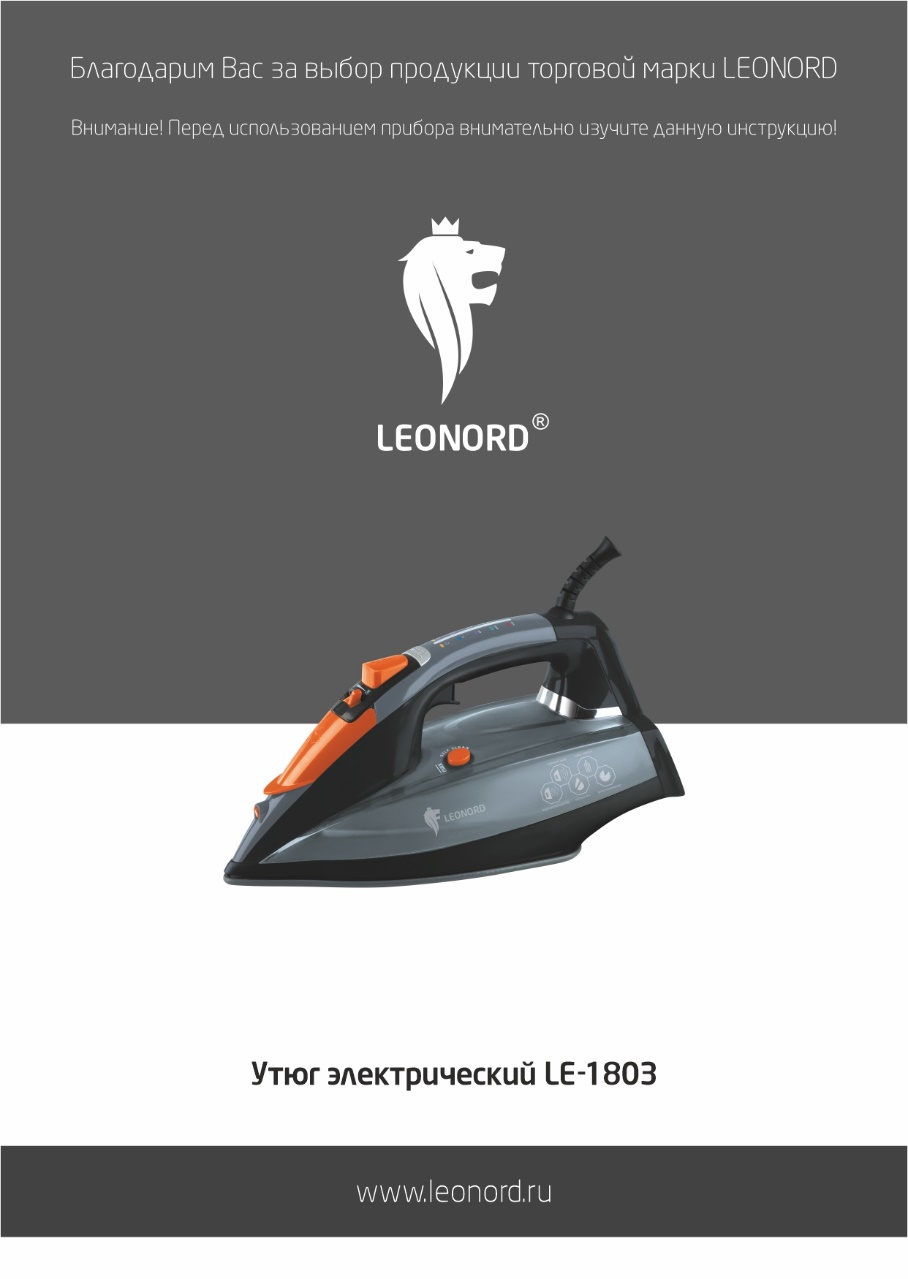 Благодарим Вас за выбор продукции торговой марки LEONORD
Внимание! Перед использованием прибора внимательно изучите данную инструкцию!
LEONORD®
LEONORD
Утюг электрический LE-1803
www.leonord.ru